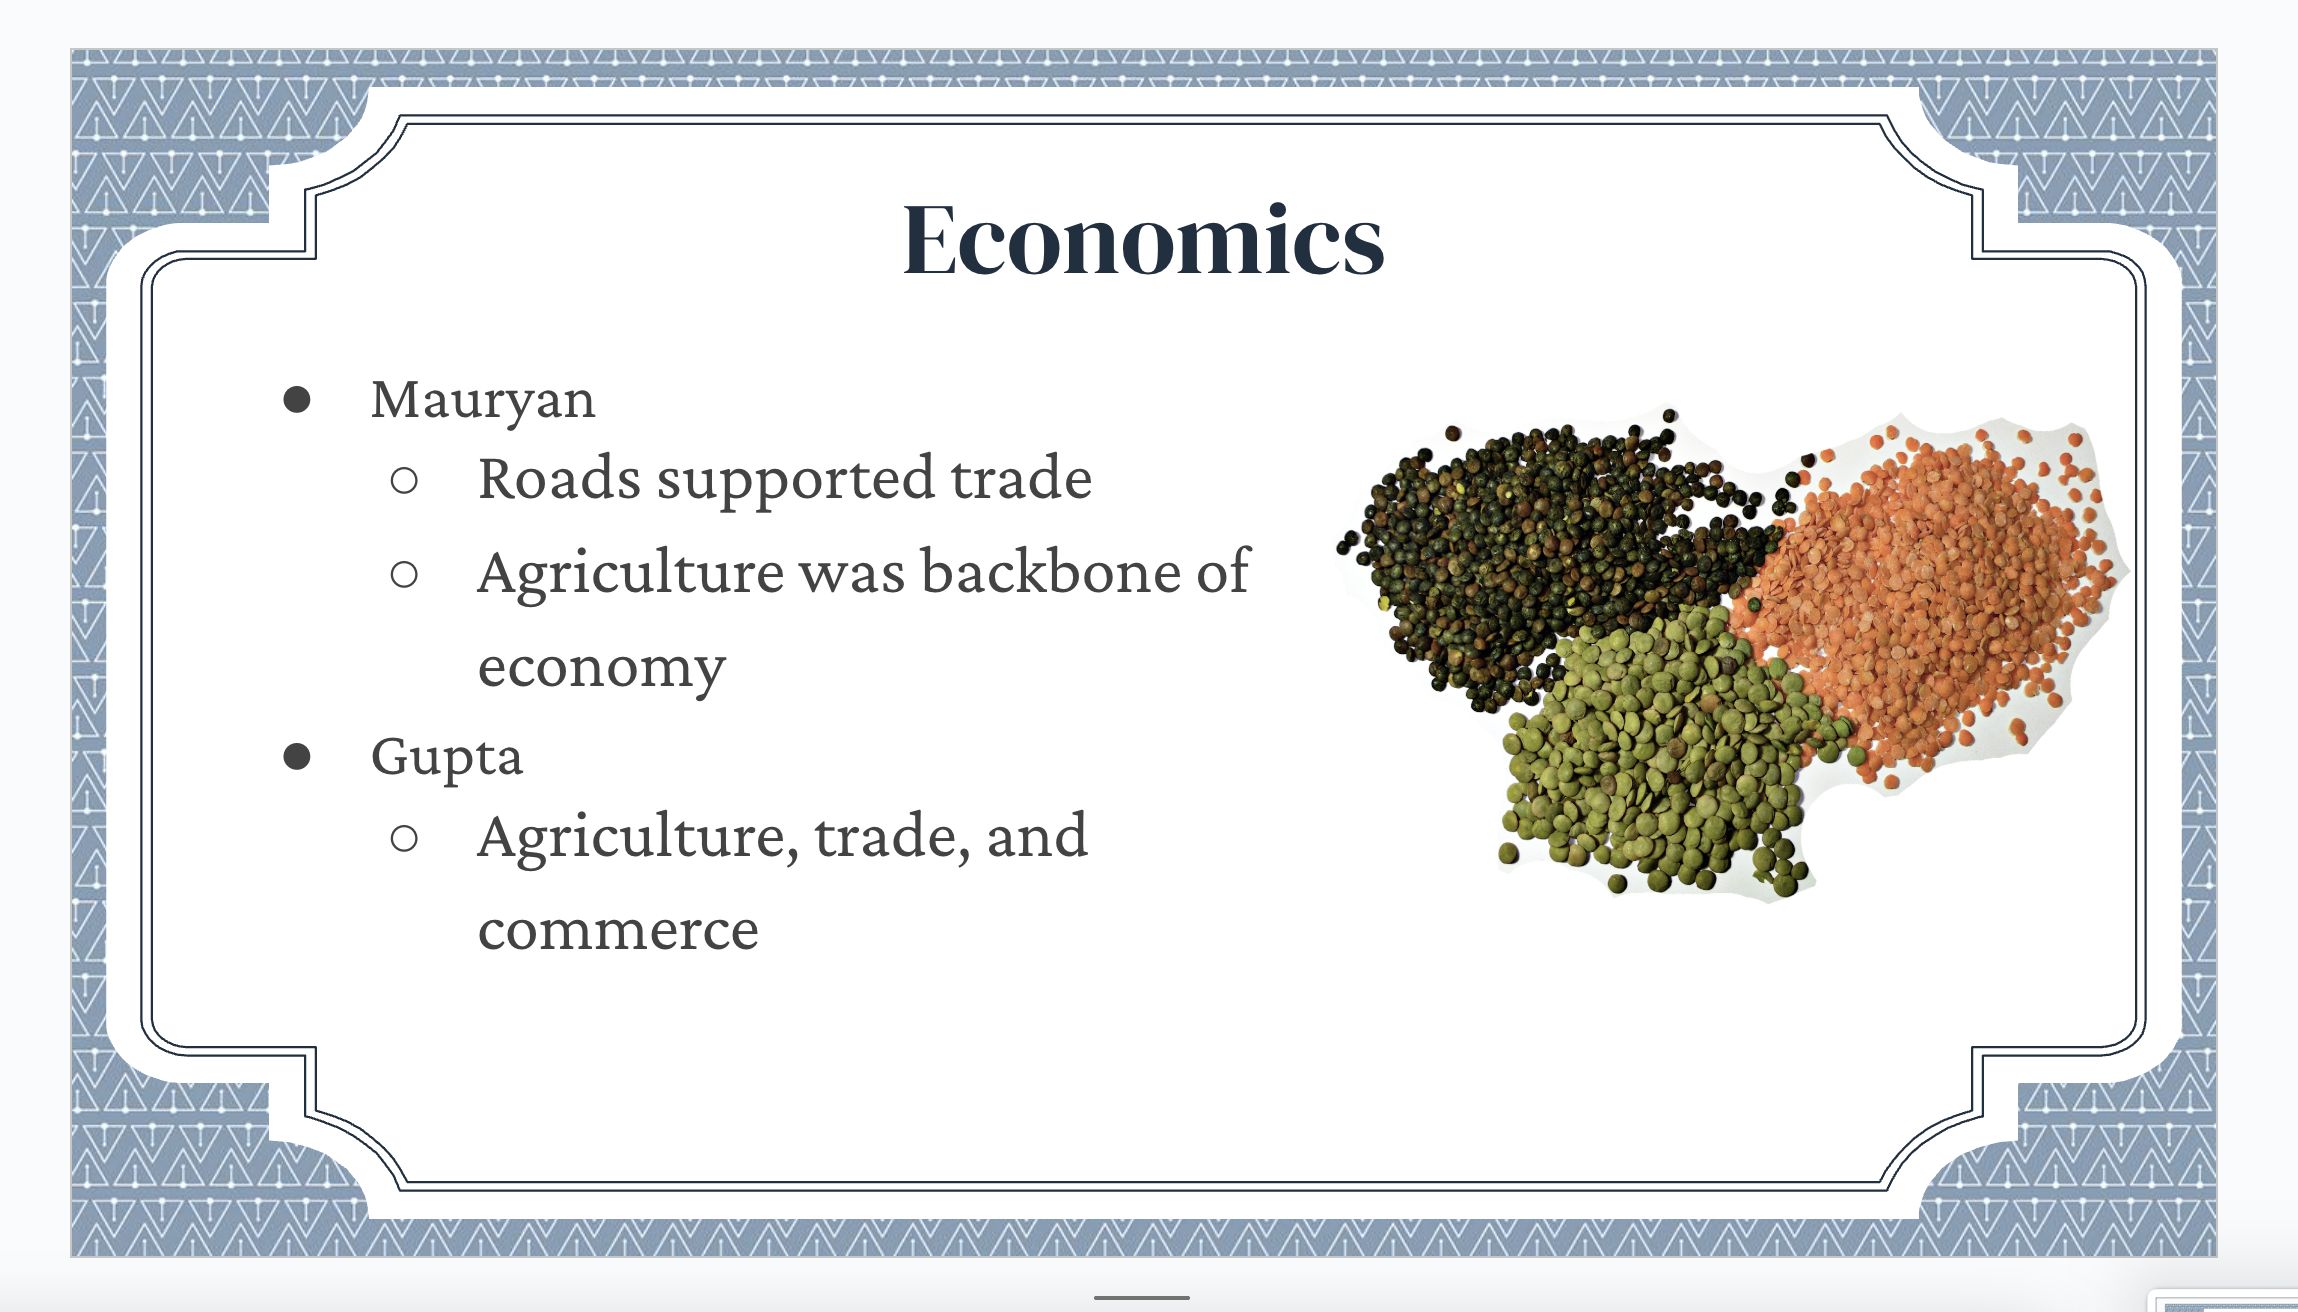 Economics
● Mauryan
○ Roads supported trade
○ Agriculture was backbone of
economy
● Gupta
○ Agriculture, trade, and
commerce